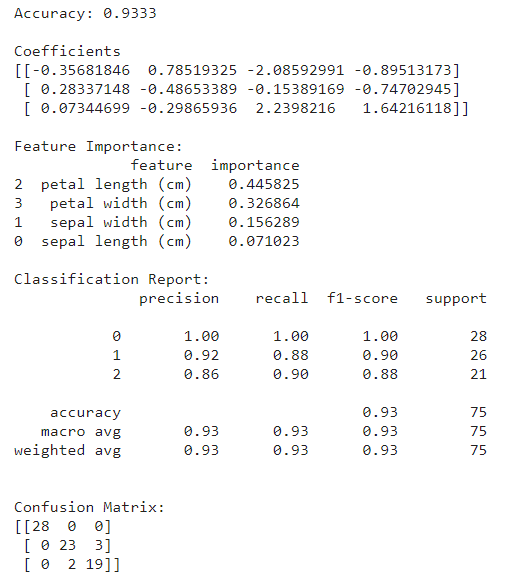 Accuracy: 0.9333
Coefficients
[[-0.35681846  0.78519325 -2.08592991 -0.89513173]
 [ 0.28337148 -0.48653389 -0.15389169 -0.74702945]
 [ 0.07344699 -0.29865936  2.2398216   1.64216118]]
Feature Importance:
             feature  importance
2  petal length (cm)    0.445825
3   petal width (cm)    0.326864
1   sepal width (cm)    0.156289
0  sepal length (cm)    0.071023
Classification Report:
              precision    recall  f1-score   support
           0       1.00      1.00      1.00        28
           1       0.92      0.88      0.90        26
           2       0.86      0.90      0.88        21
    accuracy                           0.93        75
   macro avg       0.93      0.93      0.93        75
weighted avg       0.93      0.93      0.93        75
Confusion Matrix:
[[28  0  0]
 [ 0 23  3]
 [ 0  2 19]]